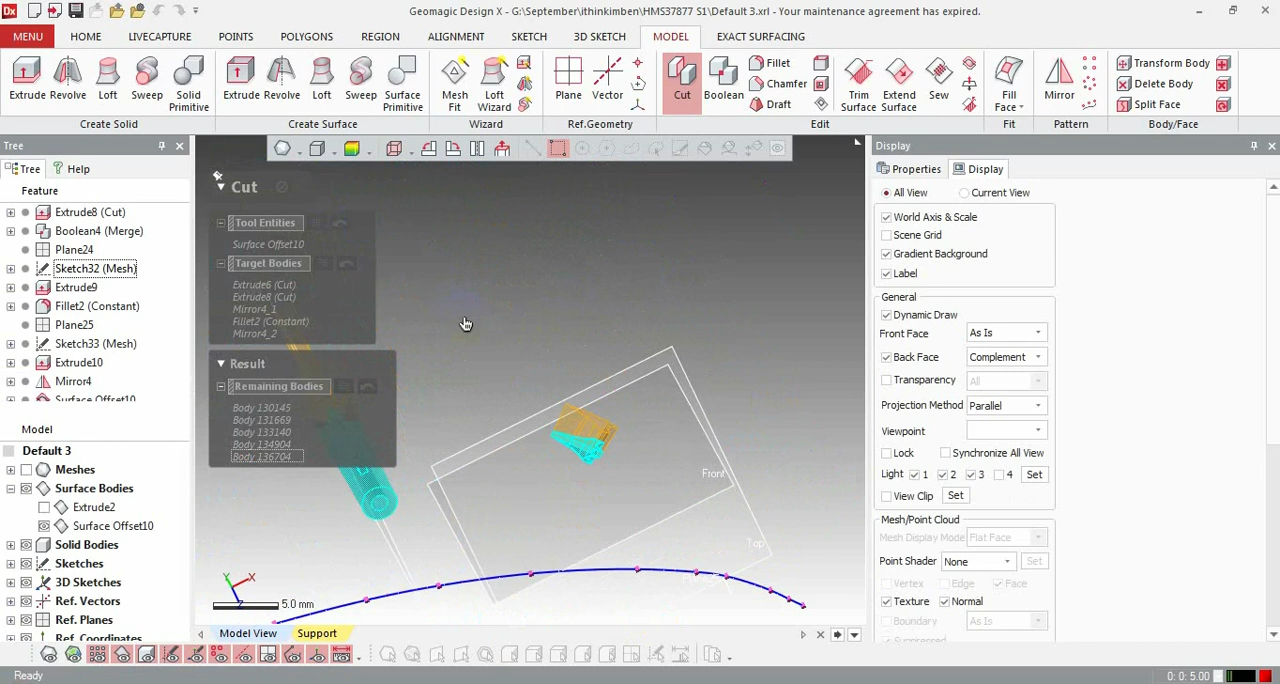 Dx
Geomagic Design X - G:\September\ithinkimben\HMS37877 S1\Default 3.xrl - Your maintenance agreement has expired.
MENU HOME LIVECAPTURE POINTS POLYGONS REGION ALIGNMENT SKETCH 3D SKETCH MODEL EXACT SURFACING
Extrude Revolve Loft Sweep Solid Primitive
Create Solid
Extrude Revolve Loft Sweep Surface Primitive
Create Surface
Mesh Fit Loft Wizard
Wizard
Plane Vector
Ref.Geometry
Cut Boolean Fillet Chamfer Draft Trim Surface Extend Surface Sew
Edit
Fill Face
Fit
Mirror
Pattern
Transform Body
Delete Body
Split Face
Body/Face
Tree
Tree Help
Feature
Extrude8 (Cut)
Boolean4 (Merge)
Plane24
Sketch32 (Mesh)
Extrude9
Fillet2 (Constant)
Plane25
Sketch33 (Mesh)
Extrude10
Mirror4
Surface Offset10
Model
Default 3
Meshes
Surface Bodies
Extrude2
Surface Offset10
Solid Bodies
Sketches
3D Sketches
Ref. Vectors
Ref. Planes
Ref. Coordinates
Cut
Tool Entities
Surface Offset10
Target Bodies
Extrude6 (Cut)
Extrude8 (Cut)
Mirror4_1
Fillet2 (Constant)
Mirror4_2
Result
Remaining Bodies
Body 130145
Body 131669
Body 133140
Body 134904
Body 136704
Front
Top
Y X
Z
5.0 mm
Model View Support
Display
Properties Display
All View Current View
World Axis & Scale
Scene Grid
Gradient Background
Label
General
Dynamic Draw
Front Face As Is
Back Face Complement
Transparency All
Projection Method Parallel
Viewpoint
Lock Synchronize All View
Light 1 2 3 4 Set
View Clip Set
Mesh/Point Cloud
Mesh Display Mode Flat Face
Point Shader None Set
Vertex Edge Face
Texture Normal
Boundary As Is
Ready
0: 0: 5.00